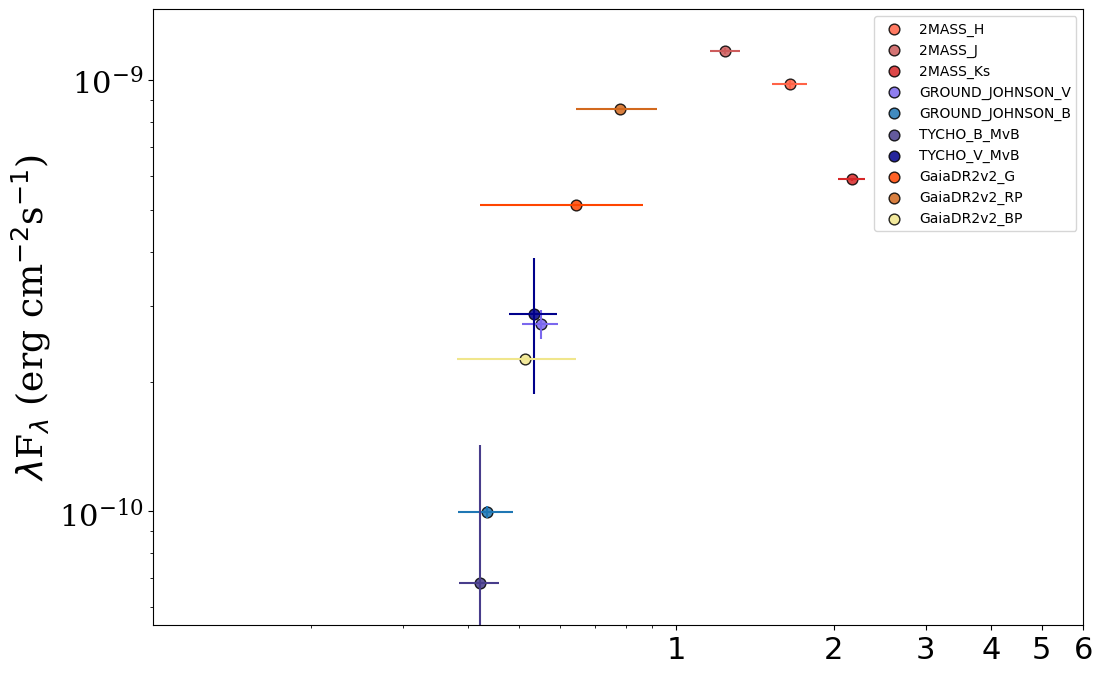 2MASS_H
2MASS_J
2MASS_Ks
GROUND_JOHNSON_V
GROUND_JOHNSON_B
TYCHO_B_MvB
TYCHO_V_MvB
GaiaDR2v2_G
GaiaDR2v2_RP
GaiaDR2v2_BP
10⁻⁹
10⁻¹⁰
λF_λ (erg cm⁻²s⁻¹)
1 2 3 4 5 6